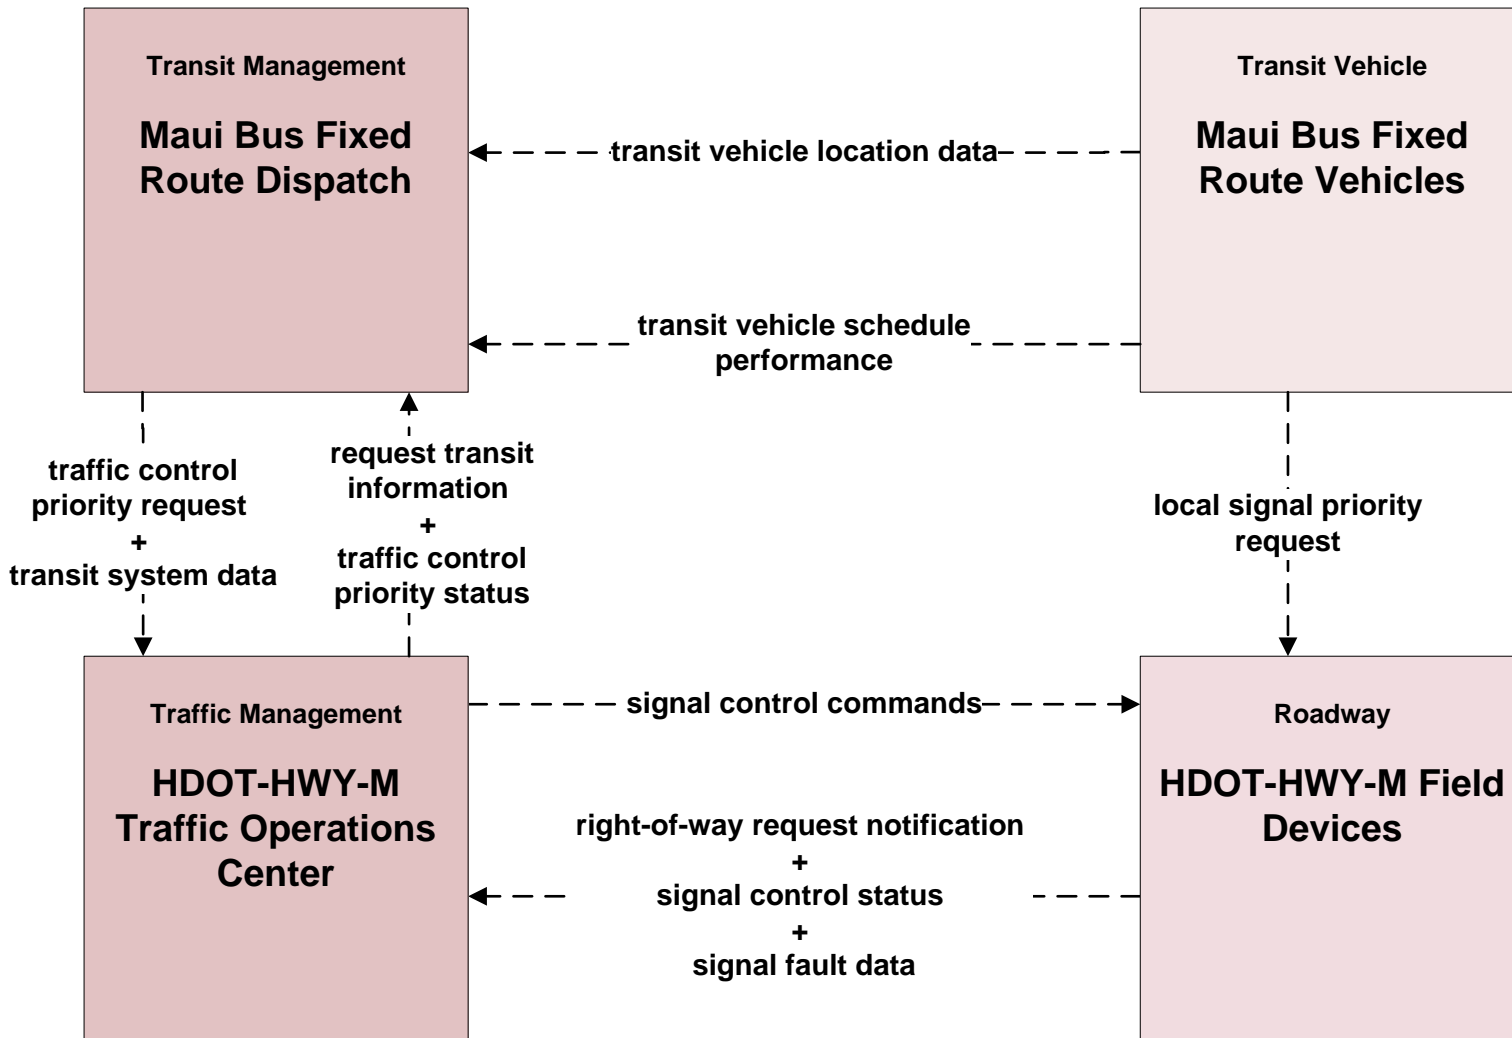 Transit Management
Maui Bus Fixed
Route Dispatch
Transit Vehicle
Maui Bus Fixed
Route Vehicles
transit vehicle location data
transit vehicle schedule
performance
traffic control
priority request
+
transit system data
request transit
information
+
traffic control
priority status
local signal priority
request
Traffic Management
HDOT-HWY-M
Traffic Operations
Center
signal control commands
Roadway
HDOT-HWY-M Field
Devices
right-of-way request notification
+
signal control status
+
signal fault data